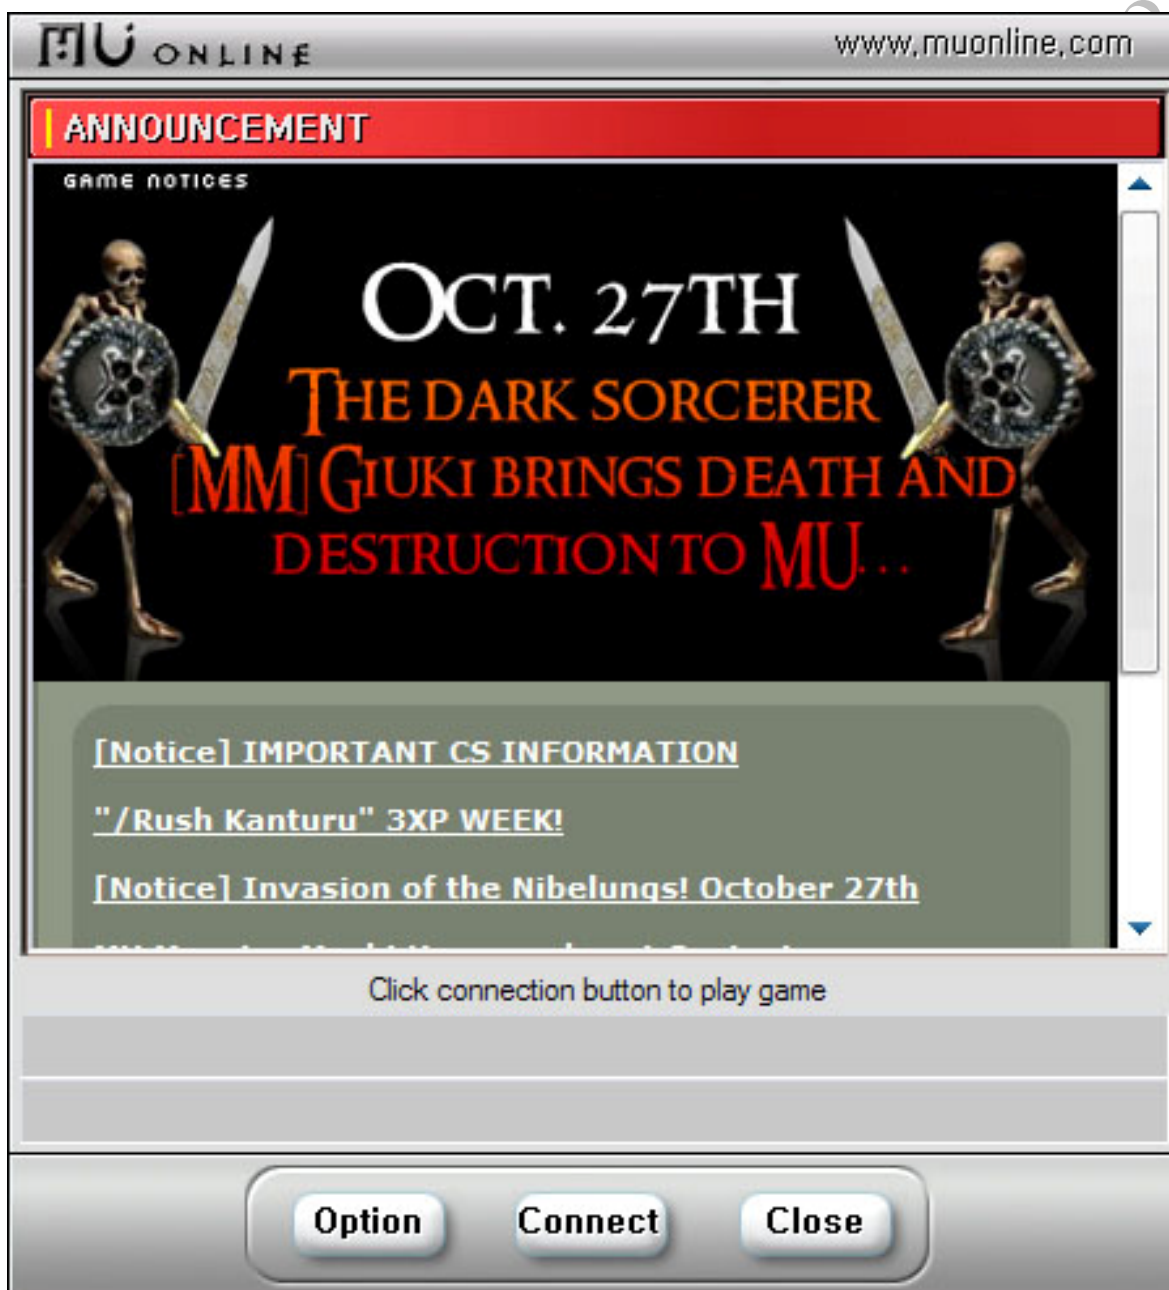 MU ONLINE
www.muonline.com
ANNOUNCEMENT
GAME NOTICES
OCT. 27TH
THE DARK SORCERER
[MM] GIUKI BRINGS DEATH AND
DESTRUCTION TO MU...
[Notice] IMPORTANT CS INFORMATION
"/Rush Kanturu" 3XP WEEK!
[Notice] Invasion of the Nibelungs! October 27th
Click connection button to play game
Option Connect Close